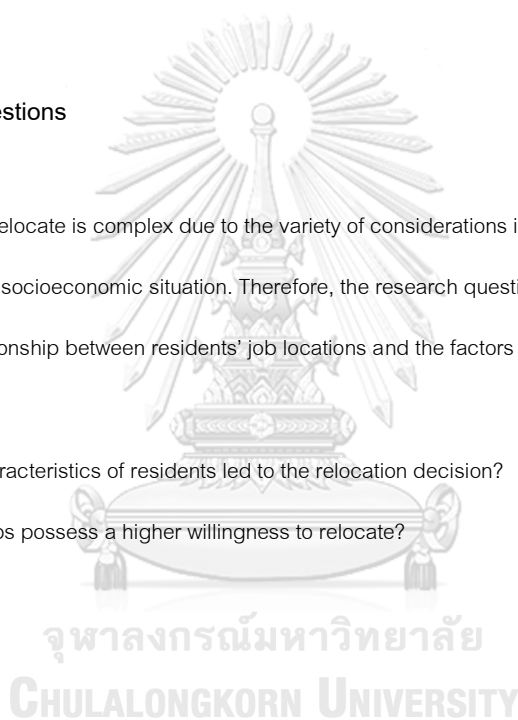 estions
elocate is complex due to the variety of considerations i
socioeconomic situation. Therefore, the research questi
onship between residents' job locations and the factors
racteristics of residents led to the relocation decision?
os possess a higher willingness to relocate?
จุฬาลงกรณ์มหาวิทยาลัย
CHULALONGKORN UNIVERSITY